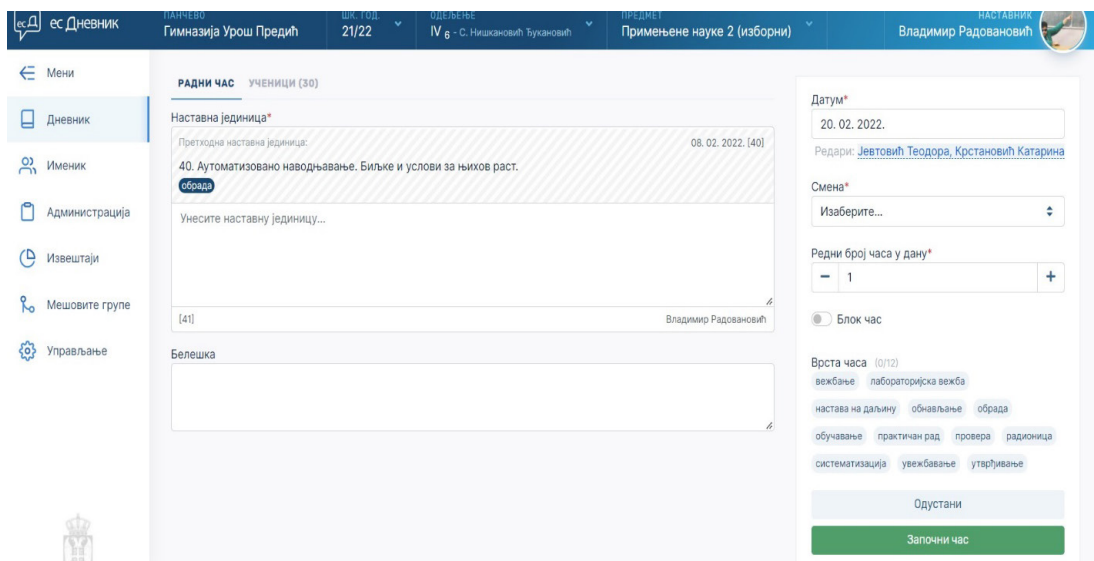 ес Дневник
ПАНЧЕВО
Гимназија Урош Предић
ШК. ГОД.
21/22
ОДЕЉЕЊЕ
IV 6 - С. Нишкановић Ђукановић
ПРЕДМЕТ
Примењене науке 2 (изборни)
НАСТАВНИК
Владимир Радовановић
Мени
Дневник
Именик
Администрација
Извештаји
Мешовите групе
Управљање
РАДНИ ЧАС УЧЕНИЦИ (30)
Наставна јединица*
Претходна наставна јединица: 08. 02. 2022. [40]
40. Аутоматизовано наводњавање. Биљке и услови за њихов раст.
обрада
Унесите наставну јединицу...
[41] Владимир Радовановић
Белешка
Датум*
20. 02. 2022.
Редари: Јевтовић Теодора, Крстановић Катарина
Смена*
Изаберите...
Редни број часа у дану*
− 1 +
Блок час
Врста часа (0/12)
вежбање лабораторијска вежба
настава на даљину обнављање обрада
обучавање практичан рад провера радионица
систематизација увежбавање утврђивање
Одустани
Започни час